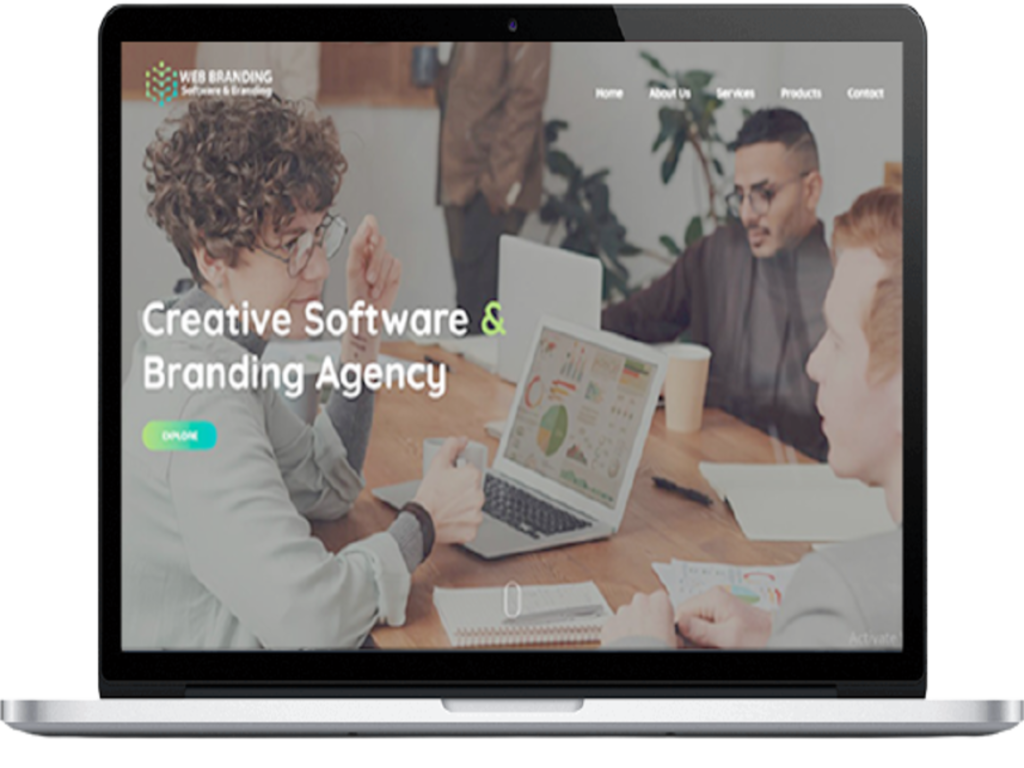 WEB BRANDING
Software & Branding
Home About Us Services Products Contact
Creative Software &
Branding Agency
EXPLORE
Activate